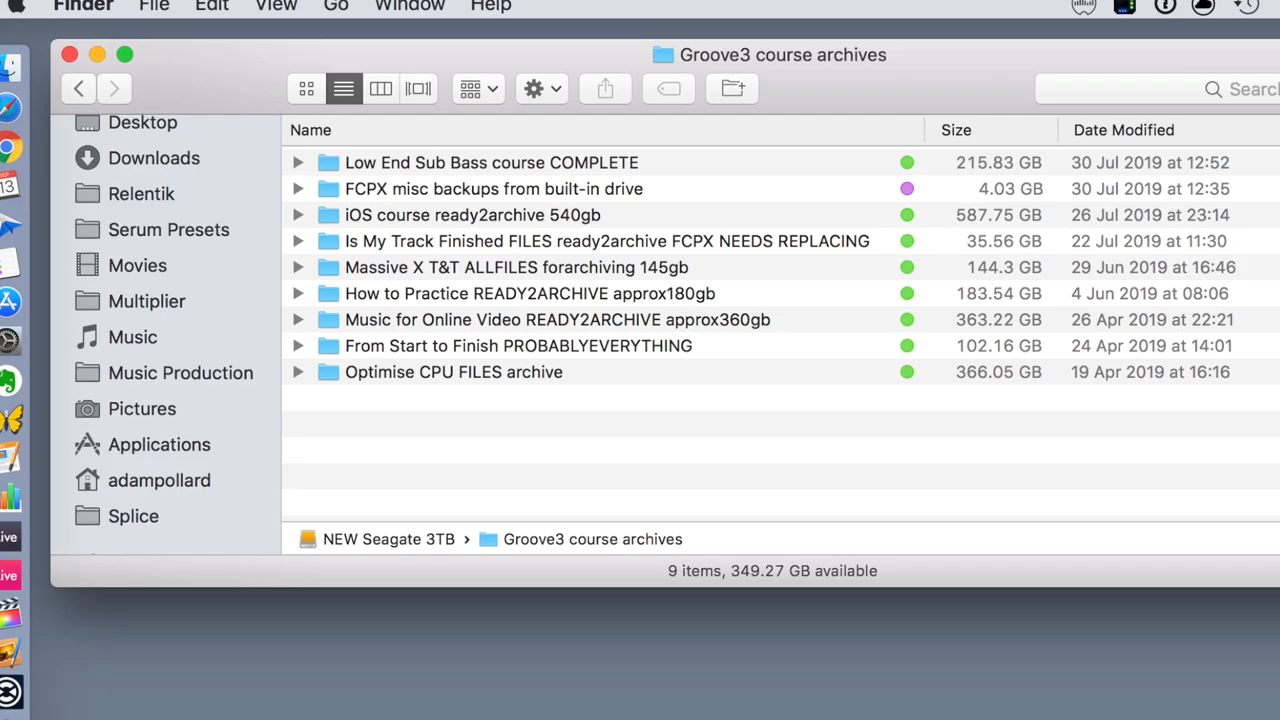 Finder File Edit View Go Window Help
Groove3 course archives
Search
Name Size Date Modified
Low End Sub Bass course COMPLETE 215.83 GB 30 Jul 2019 at 12:52
FCPX misc backups from built-in drive 4.03 GB 30 Jul 2019 at 12:35
iOS course ready2archive 540gb 587.75 GB 26 Jul 2019 at 23:14
Is My Track Finished FILES ready2archive FCPX NEEDS REPLACING 35.56 GB 22 Jul 2019 at 11:30
Massive X T&T ALLFILES forarchiving 145gb 144.3 GB 29 Jun 2019 at 16:46
How to Practice READY2ARCHIVE approx180gb 183.54 GB 4 Jun 2019 at 08:06
Music for Online Video READY2ARCHIVE approx360gb 363.22 GB 26 Apr 2019 at 22:21
From Start to Finish PROBABLYEVERYTHING 102.16 GB 24 Apr 2019 at 14:01
Optimise CPU FILES archive 366.05 GB 19 Apr 2019 at 16:16
Desktop
Downloads
Relentik
Serum Presets
Movies
Multiplier
Music
Music Production
Pictures
Applications
adampollard
Splice
NEW Seagate 3TB › Groove3 course archives
9 items, 349.27 GB available
SEP
13
Live
Live